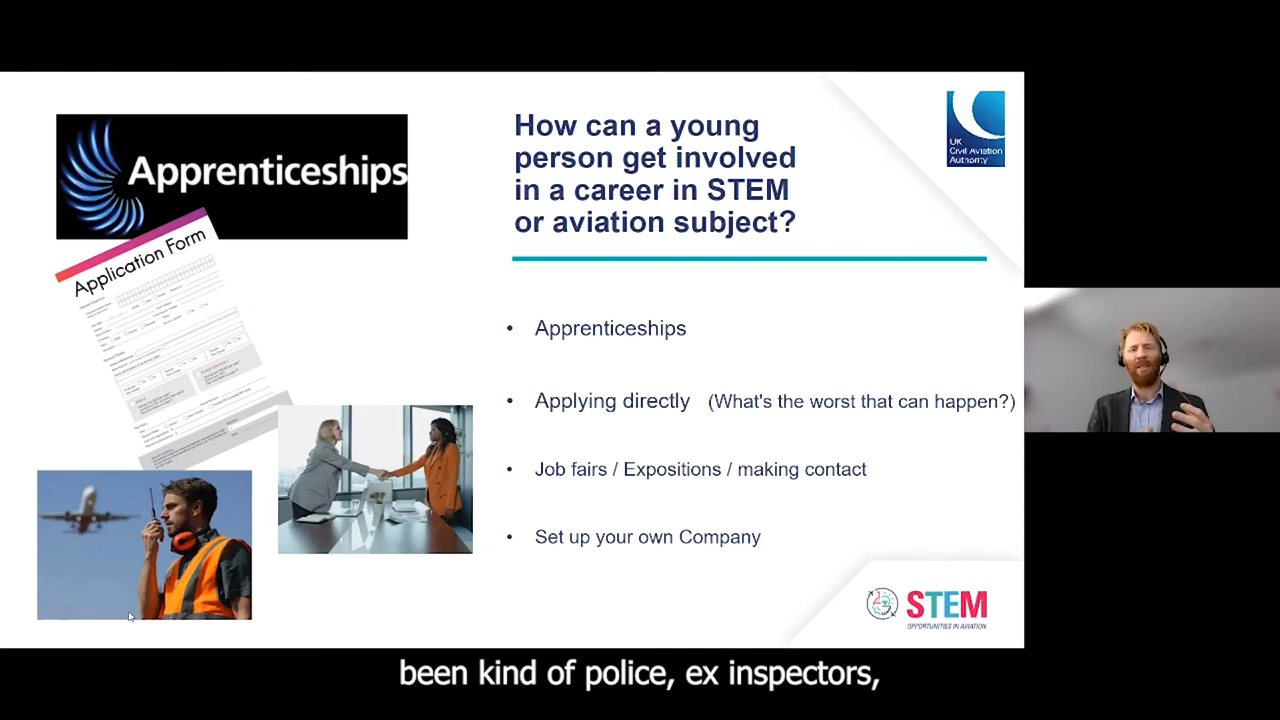 Apprenticeships
Application Form
How can a young
person get involved
in a career in STEM
or aviation subject?
UK
Civil Aviation
Authority
• Apprenticeships
• Applying directly (What's the worst that can happen?)
• Job fairs / Expositions / making contact
• Set up your own Company
STEM
OPPORTUNITIES IN AVIATION
been kind of police, ex inspectors,